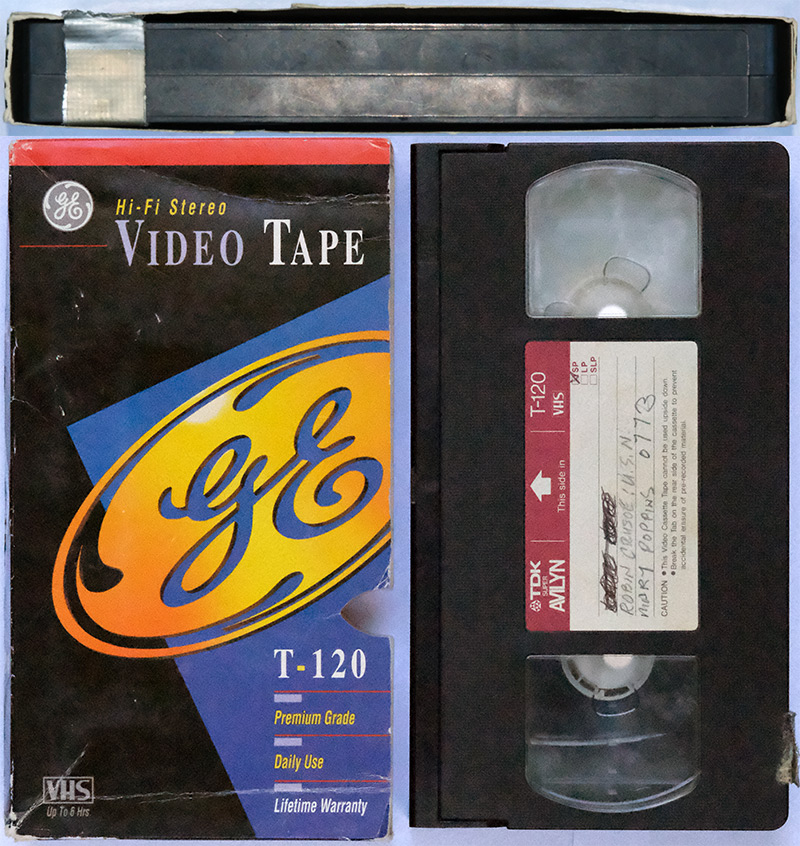 GE
Hi-Fi Stereo
VIDEO TAPE
GE
T-120
Premium Grade
Daily Use
Lifetime Warranty
VHS
Up To 6 Hrs
TDK
SUPER
AVILYN
This side in
T-120
VHS
SP
LP
SLP
ROBIN CRUSOE: U.S.N.
MARY POPPINS 0773
CAUTION ● This Video Cassette Tape cannot be used upside down
● Break the Tab on the rear side of the cassette to prevent
accidental erasure of pre-recorded material.